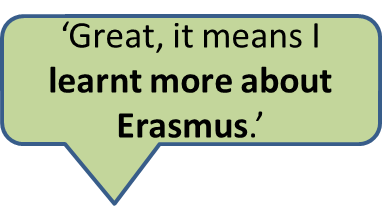 ‘Great, it means I
learnt more about
Erasmus.’